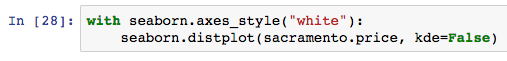 In [28]: with seaborn.axes_style("white"):
    seaborn.distplot(sacramento.price, kde=False)